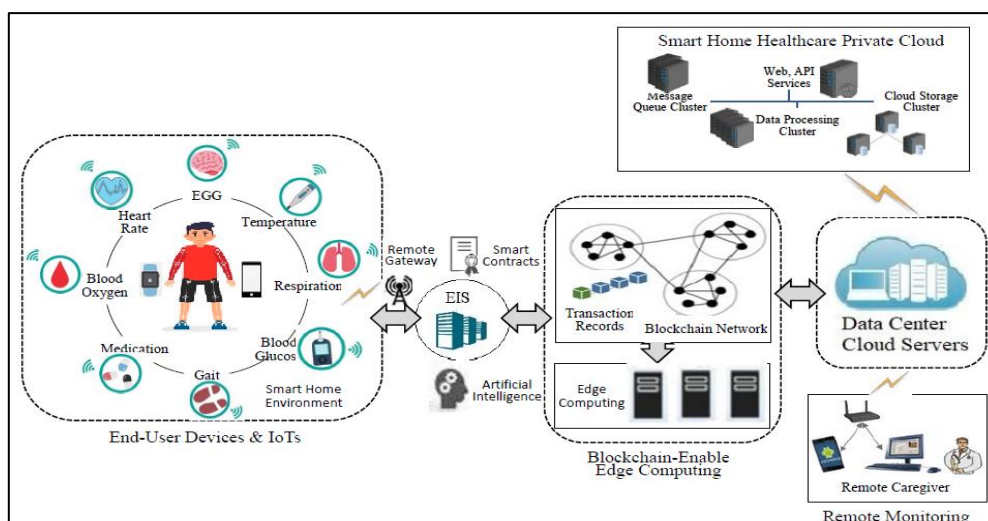 Smart Home Healthcare Private Cloud
Web, API
Services
Message
Queue Cluster
Cloud Storage
Cluster
Data Processing
Cluster
EGG
Heart
Rate
Temperature
Blood
Oxygen
Respiration
Medication
Blood
Glucos
Gait
Smart Home
Environment
End-User Devices & IoTs
Remote
Gateway
Smart
Contracts
EIS
Artificial
Intelligence
Transaction
Records
Blockchain Network
Edge
Computing
Blockchain-Enable
Edge Computing
Data Center
Cloud Servers
Remote Caregiver
Remote Monitoring